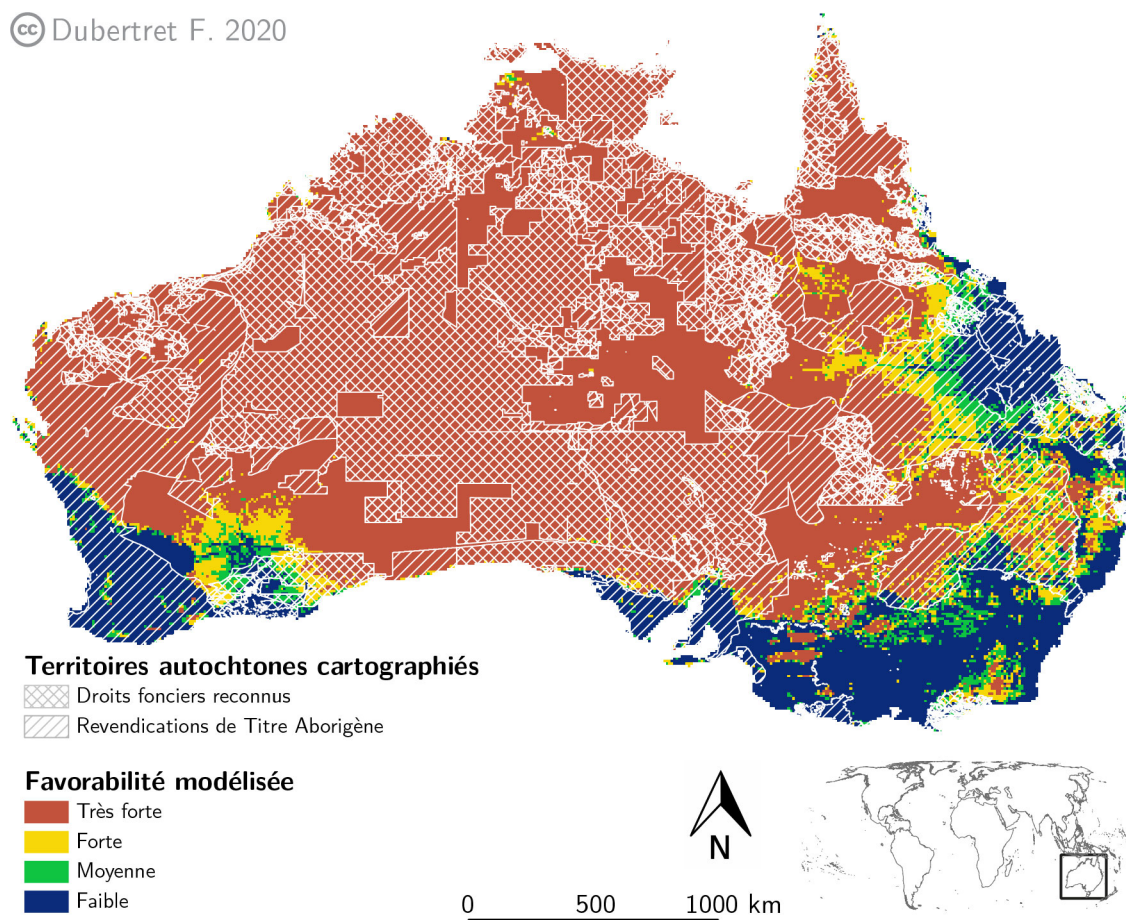 cc Dubertret F. 2020
Territoires autochtones cartographiés
Droits fonciers reconnus
Revendications de Titre Aborigène
Favorabilité modélisée
Très forte
Forte
Moyenne
Faible
N
0 500 1000 km